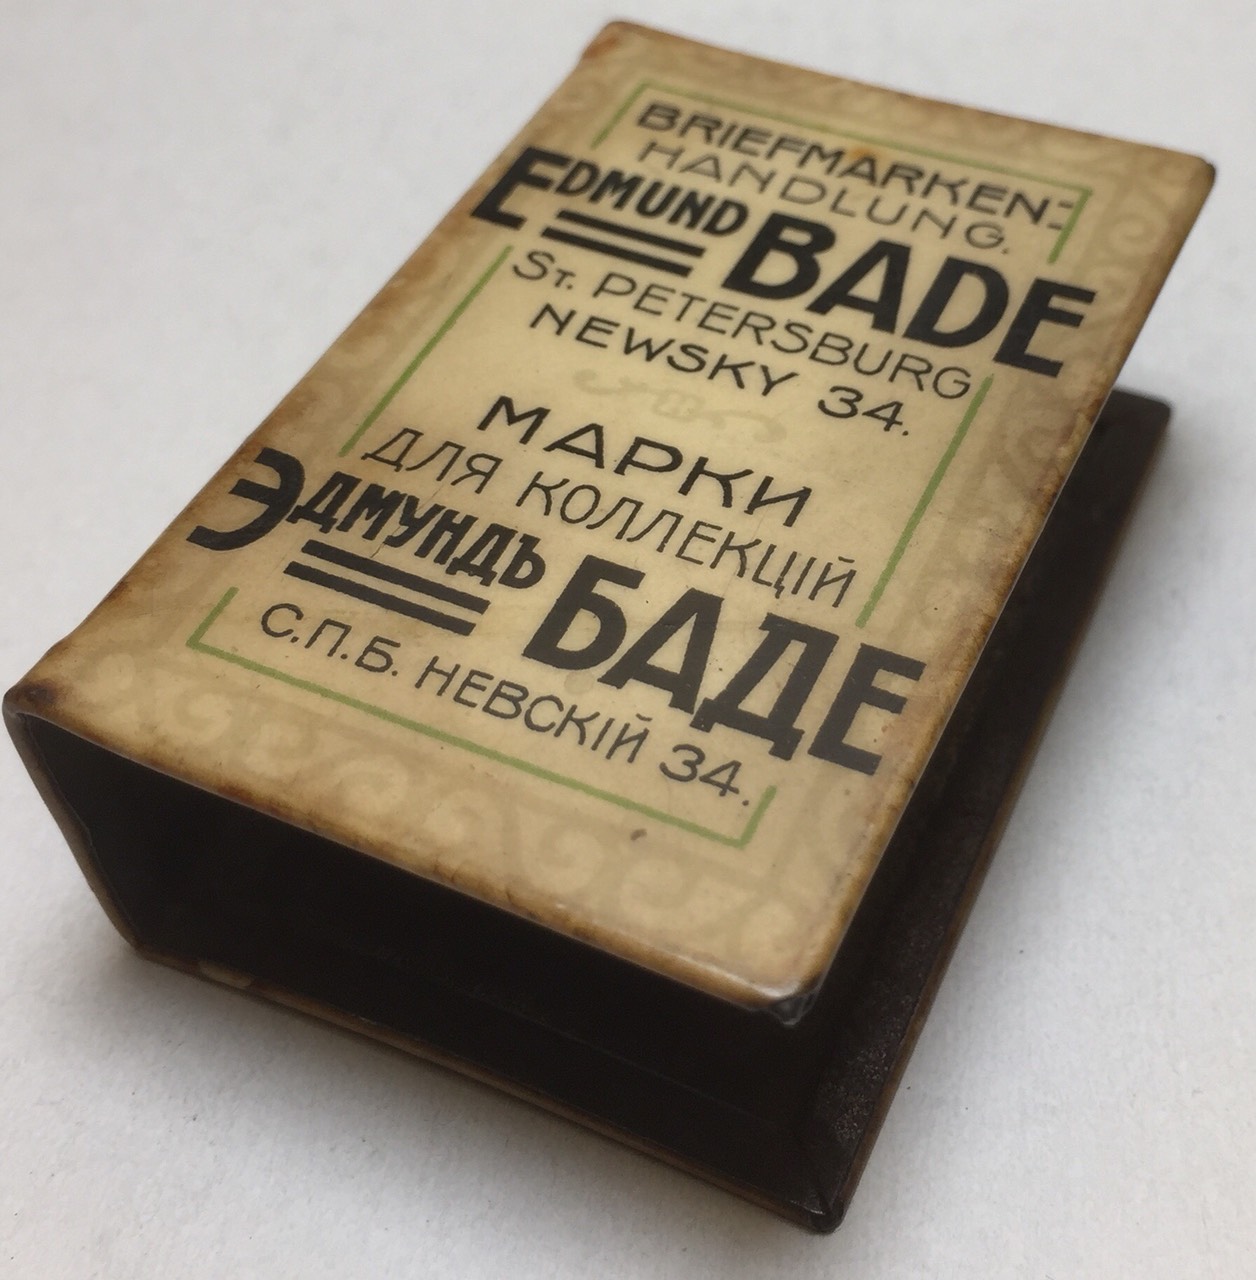 BRIEFMARKEN=
HANDLUNG.
EDMUND BADE
ST. PETERSBURG
NEWSKY 34.
МАРКИ
ДЛЯ КОЛЛЕКЦІЙ
ЭДМУНДЪ БАДЕ
С.П.Б. НЕВСКІЙ 34.